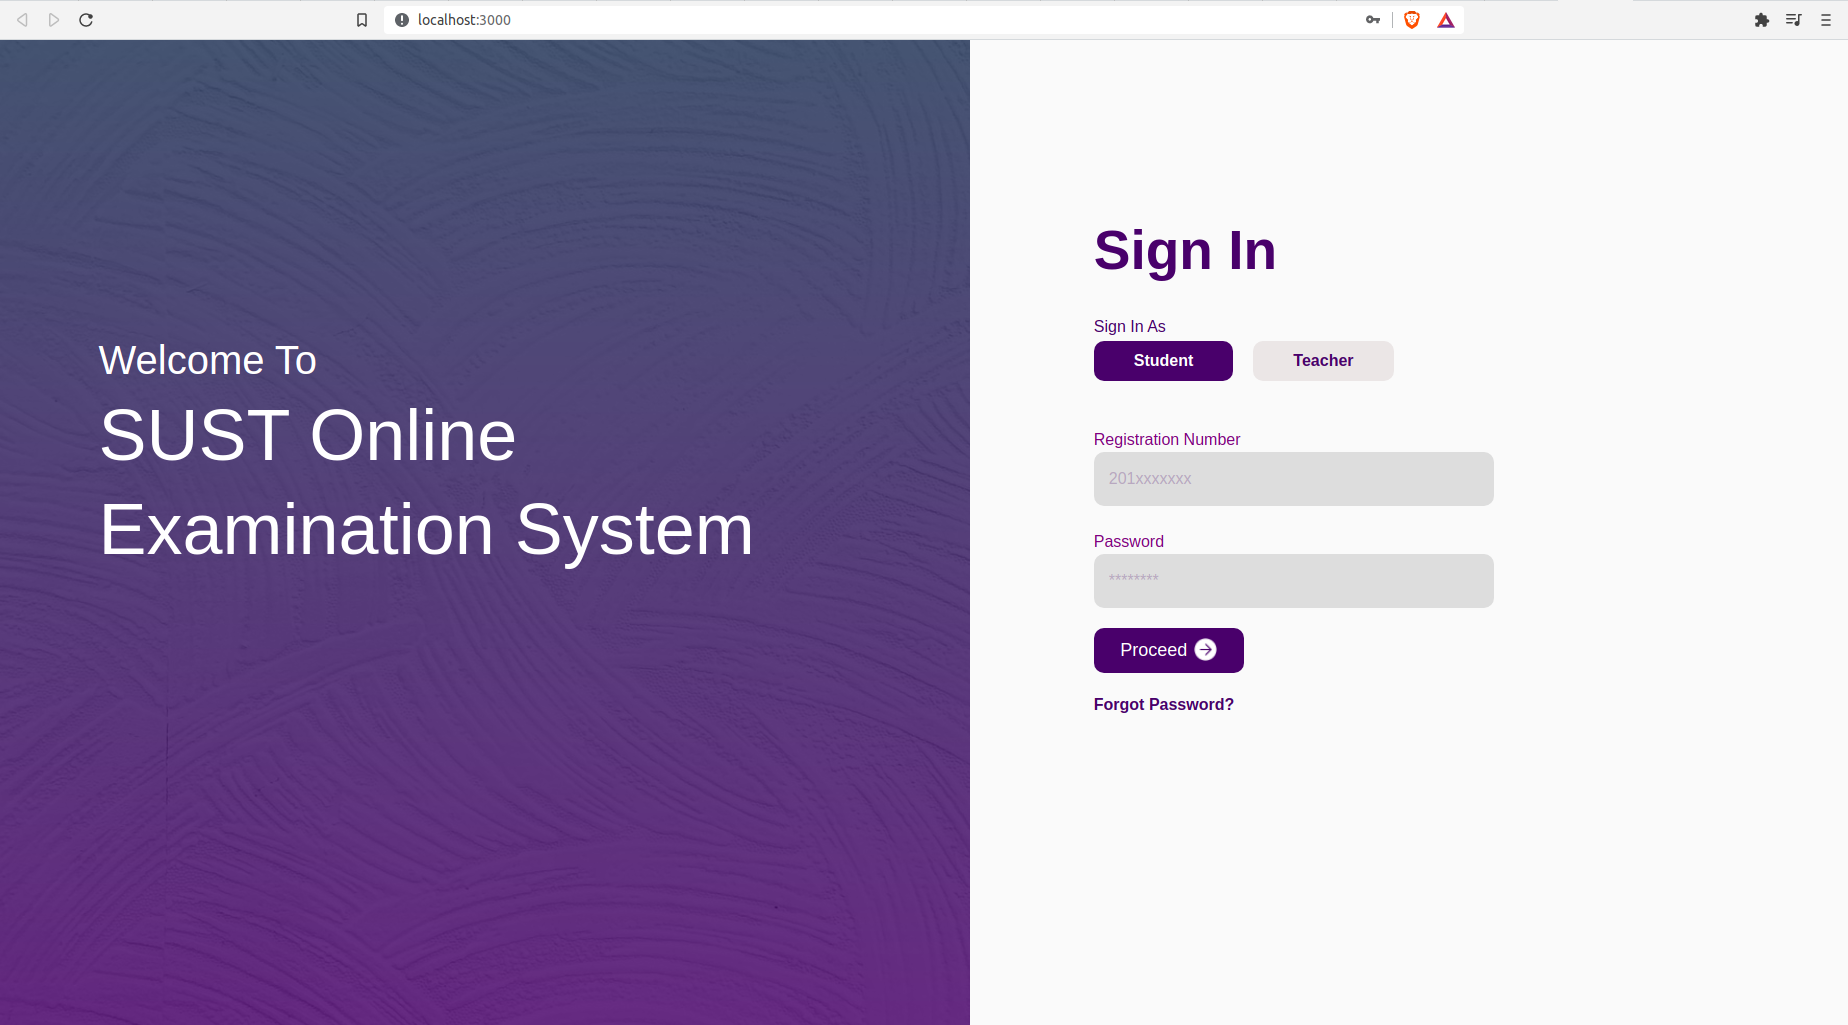 localhost:3000
Welcome To
SUST Online
Examination System
Sign In
Sign In As
Student
Teacher
Registration Number
201xxxxxxx
Password
********
Proceed
Forgot Password?